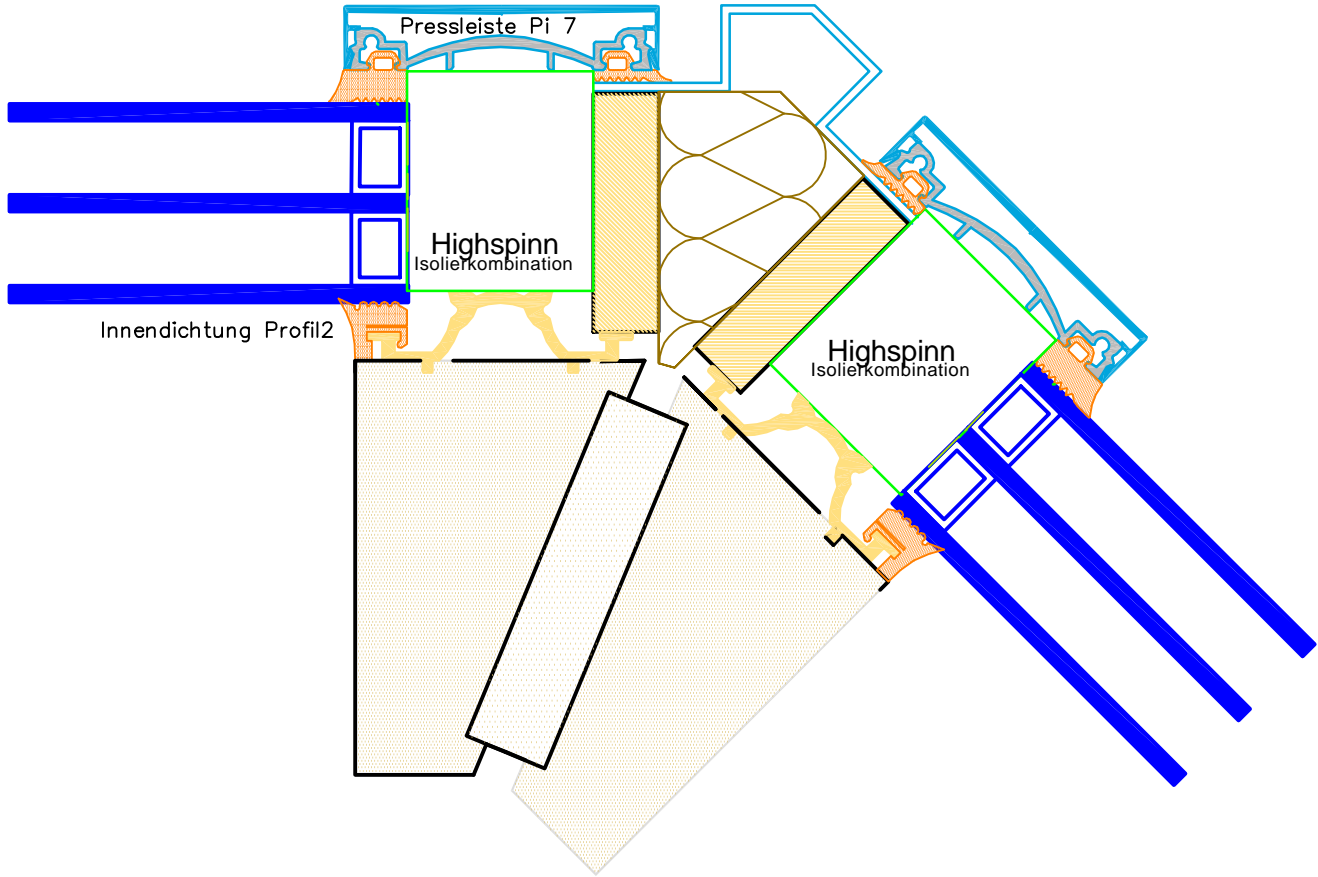 Pressleiste Pi 7
Highspinn
Isolierkombination
Innendichtung Profil2
Highspinn
Isolierkombination